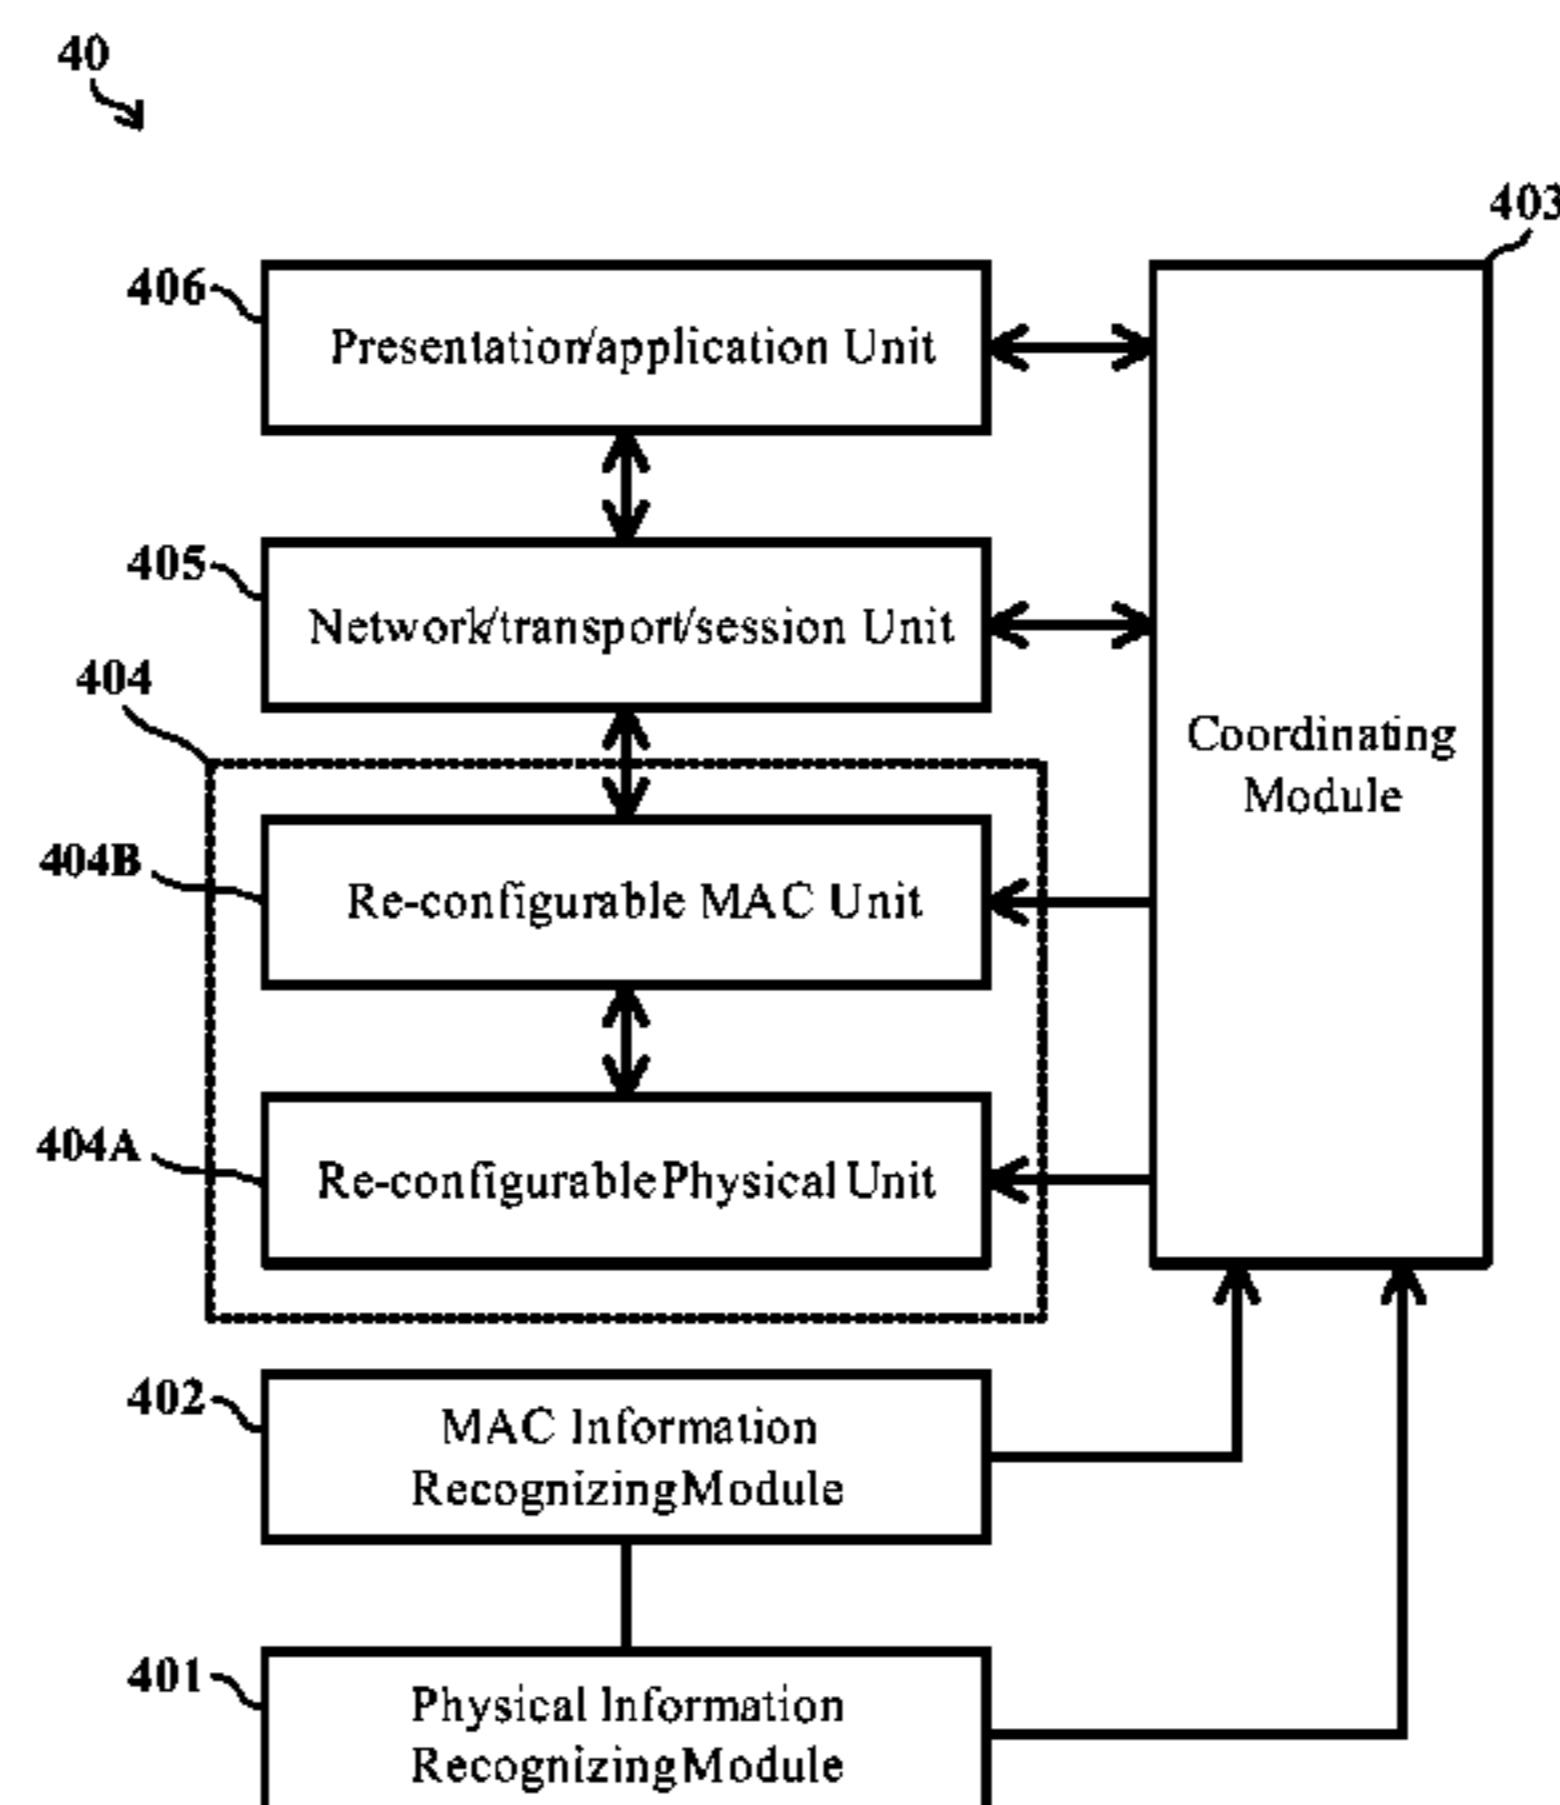 40
403
406
Presentation/application Unit
405
Network/transport/session Unit
404
Coordinating
Module
404B
Re-configurable MAC Unit
404A
Re-configurable Physical Unit
402
MAC Information
Recognizing Module
401
Physical Information
Recognizing Module